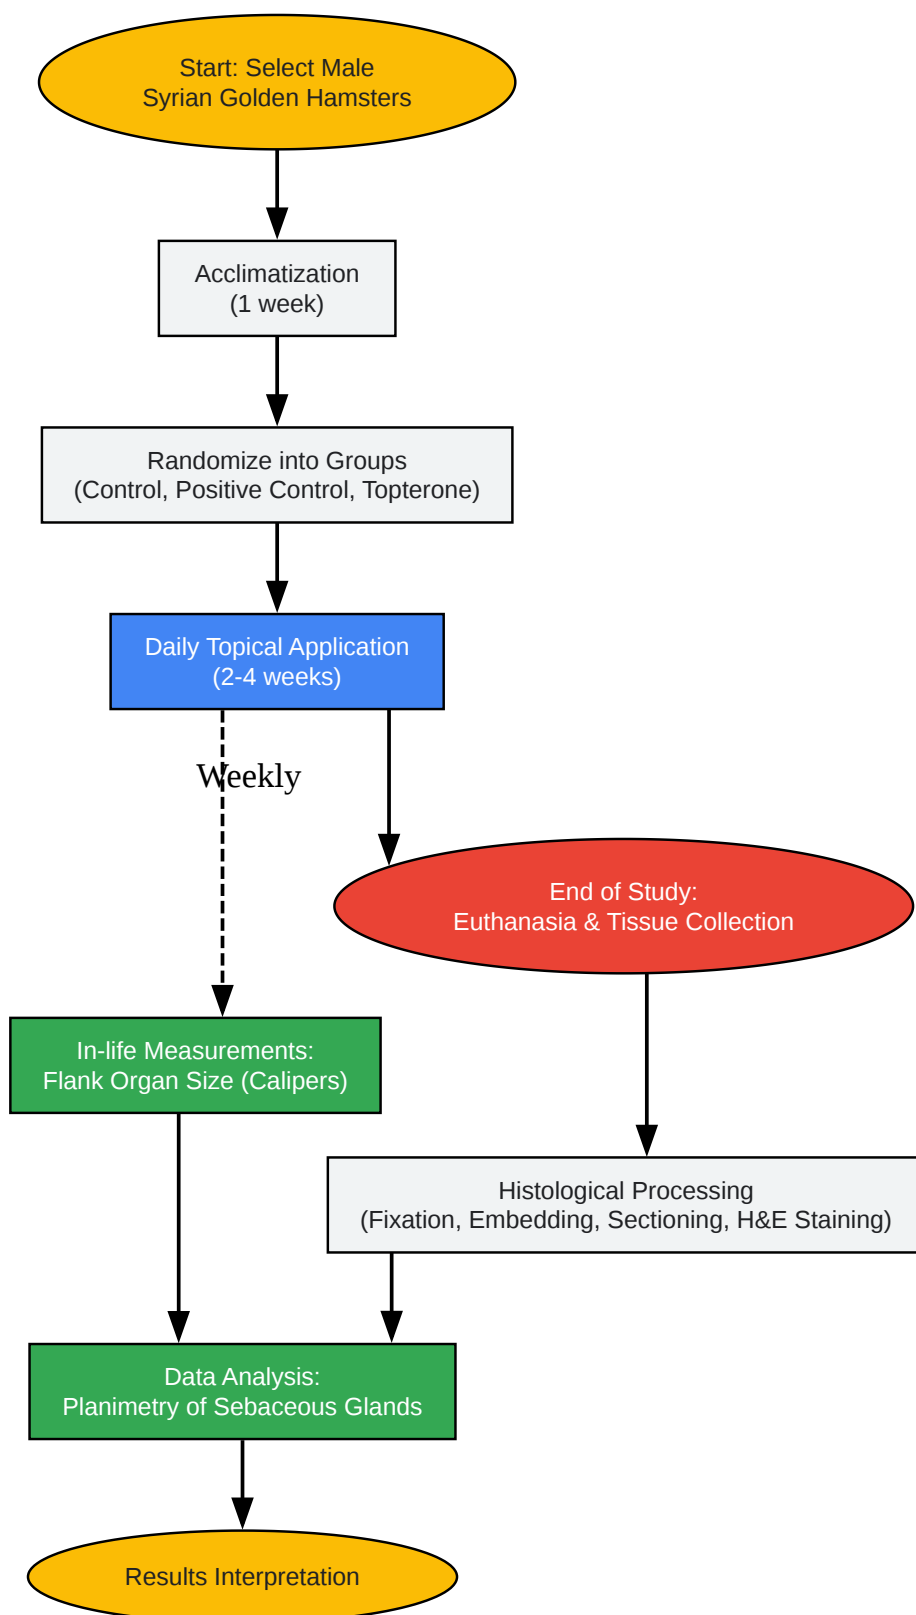 Start: Select Male
Syrian Golden Hamsters
Acclimatization
(1 week)
Randomize into Groups
(Control, Positive Control, Topterone)
Daily Topical Application
(2-4 weeks)
Weekly
End of Study:
Euthanasia & Tissue Collection
In-life Measurements:
Flank Organ Size (Calipers)
Histological Processing
(Fixation, Embedding, Sectioning, H&E Staining)
Data Analysis:
Planimetry of Sebaceous Glands
Results Interpretation